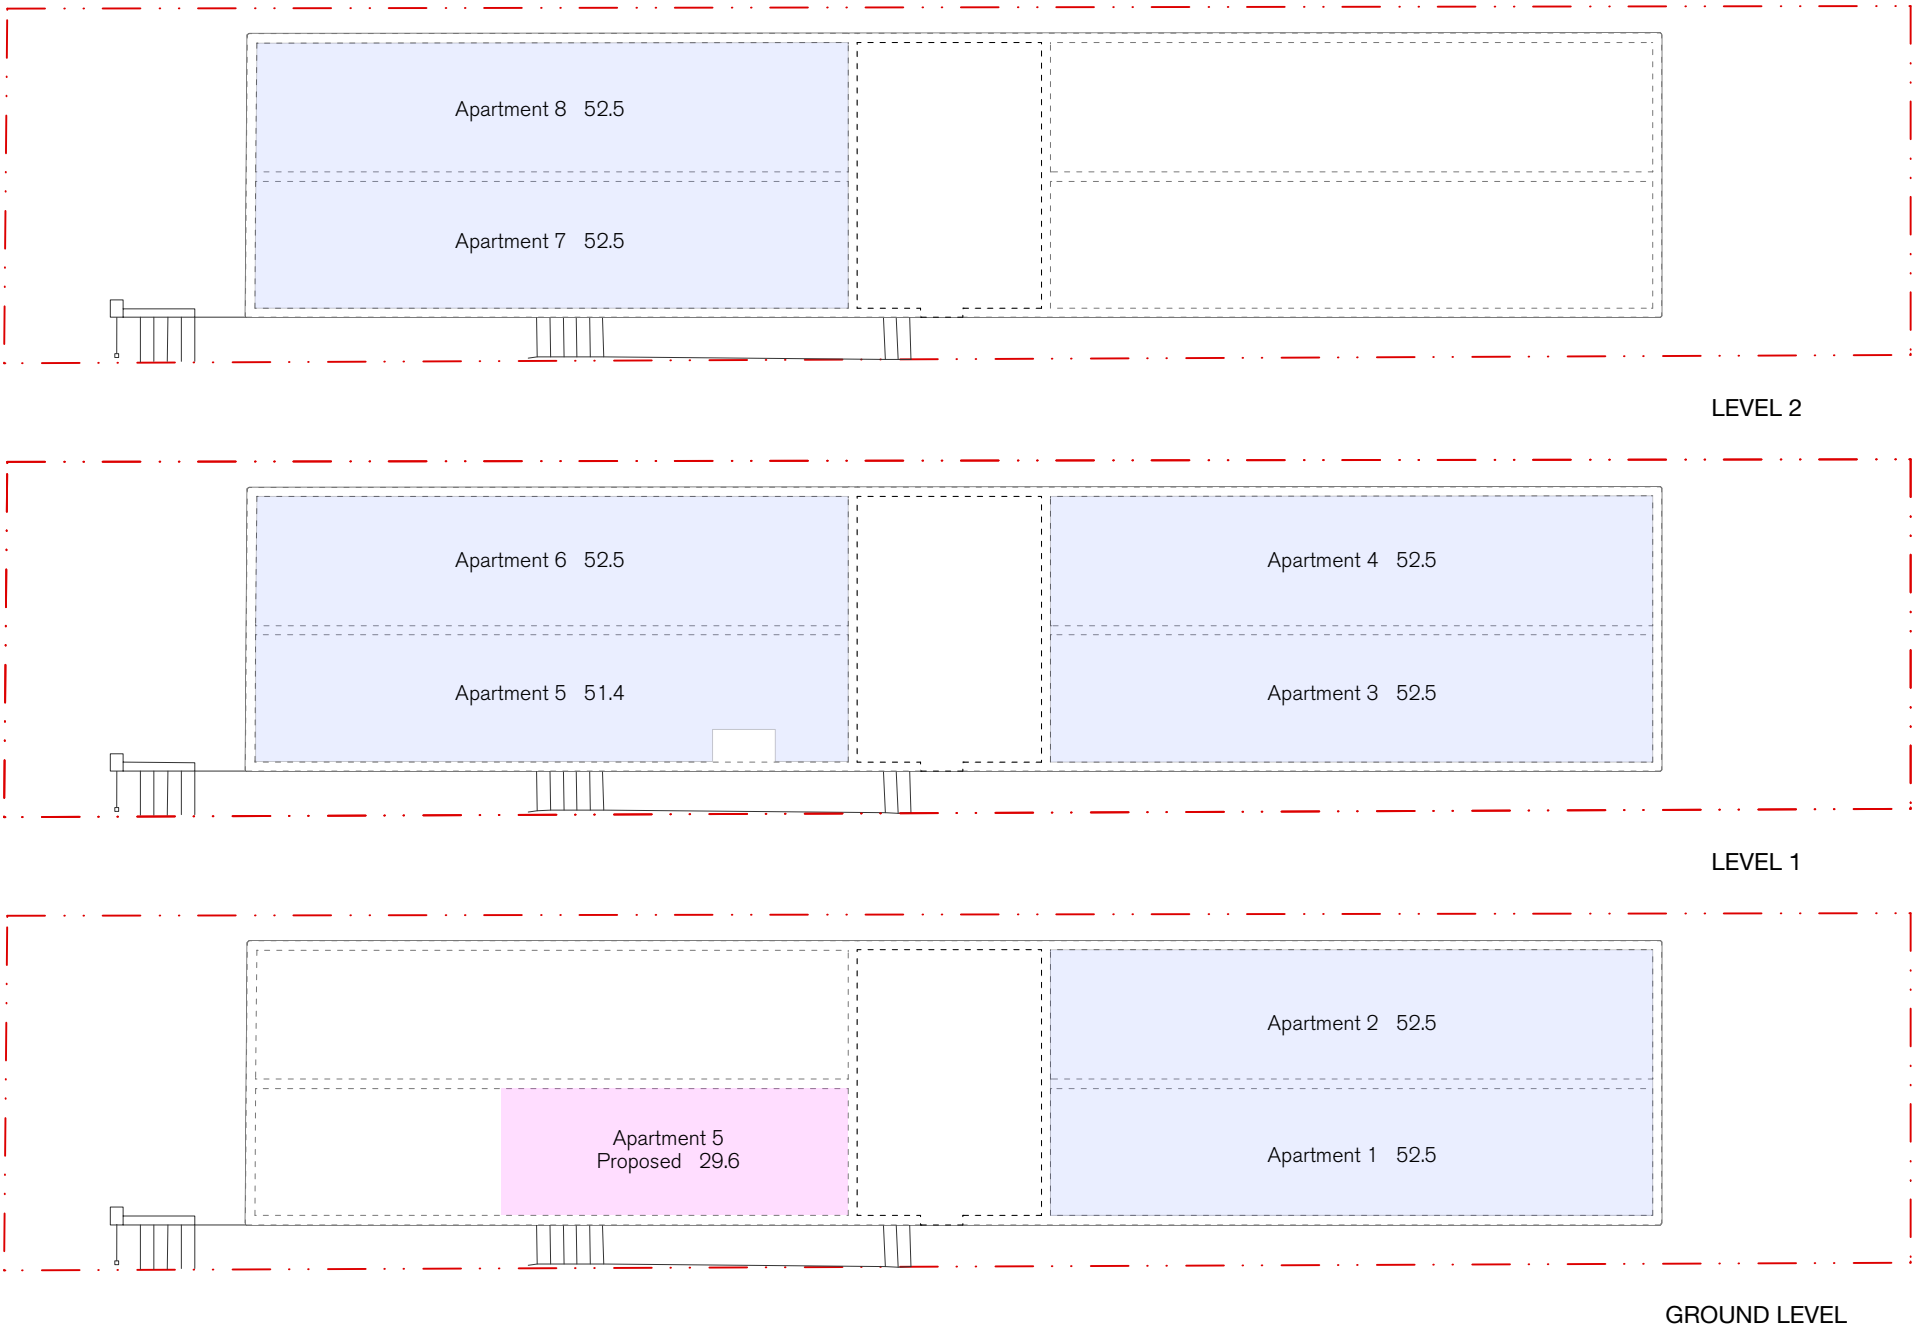 Apartment 8 52.5
Apartment 7 52.5
LEVEL 2
Apartment 6 52.5
Apartment 4 52.5
Apartment 5 51.4
Apartment 3 52.5
LEVEL 1
Apartment 2 52.5
Apartment 5
Proposed 29.6
Apartment 1 52.5
GROUND LEVEL